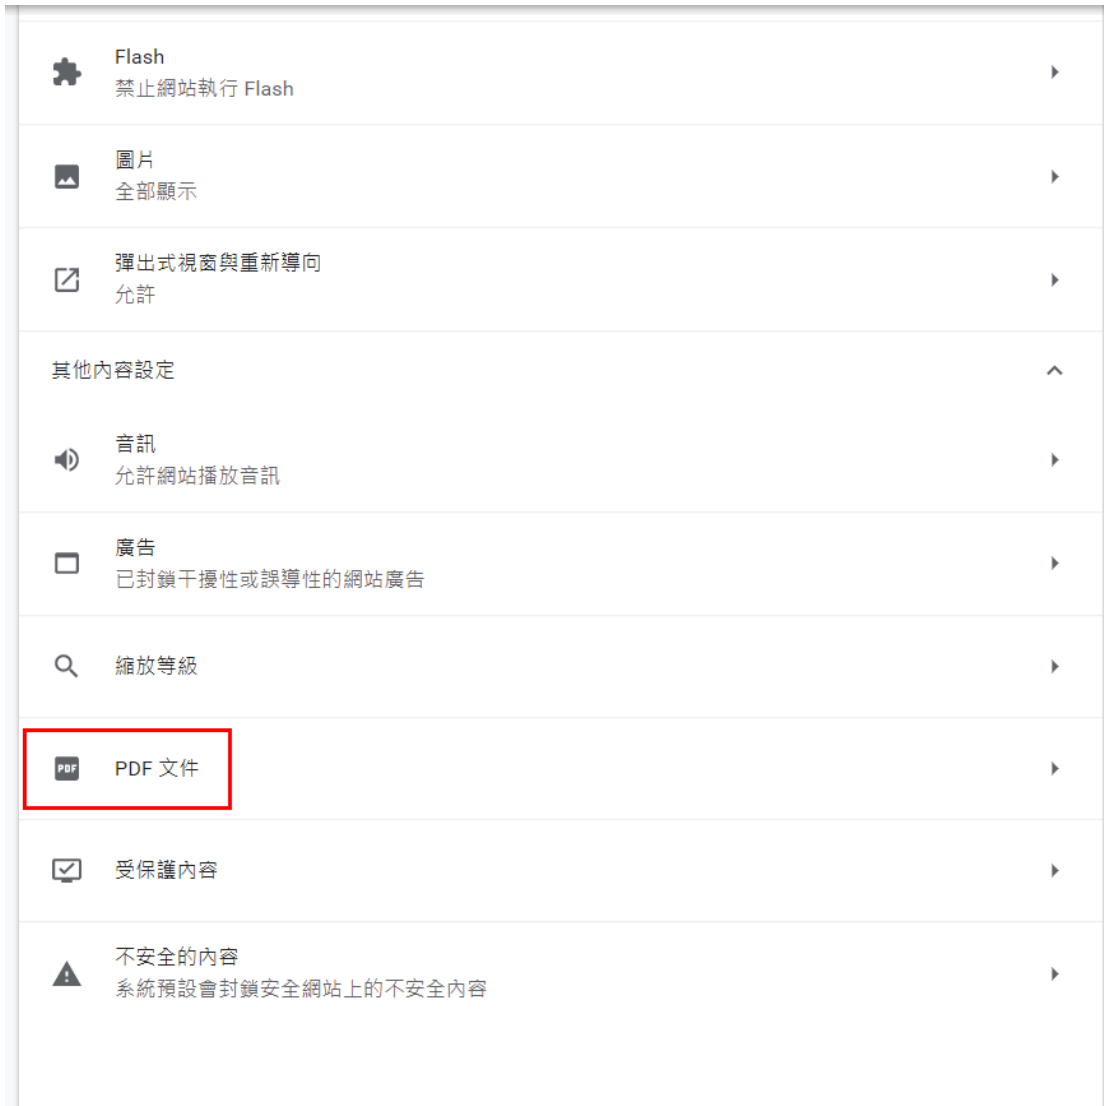 Flash
禁止網站執行 Flash
圖片
全部顯示
彈出式視窗與重新導向
允許
其他內容設定
音訊
允許網站播放音訊
廣告
已封鎖干擾性或誤導性的網站廣告
縮放等級
PDF
PDF 文件
受保護內容
不安全的內容
系統預設會封鎖安全網站上的不安全內容